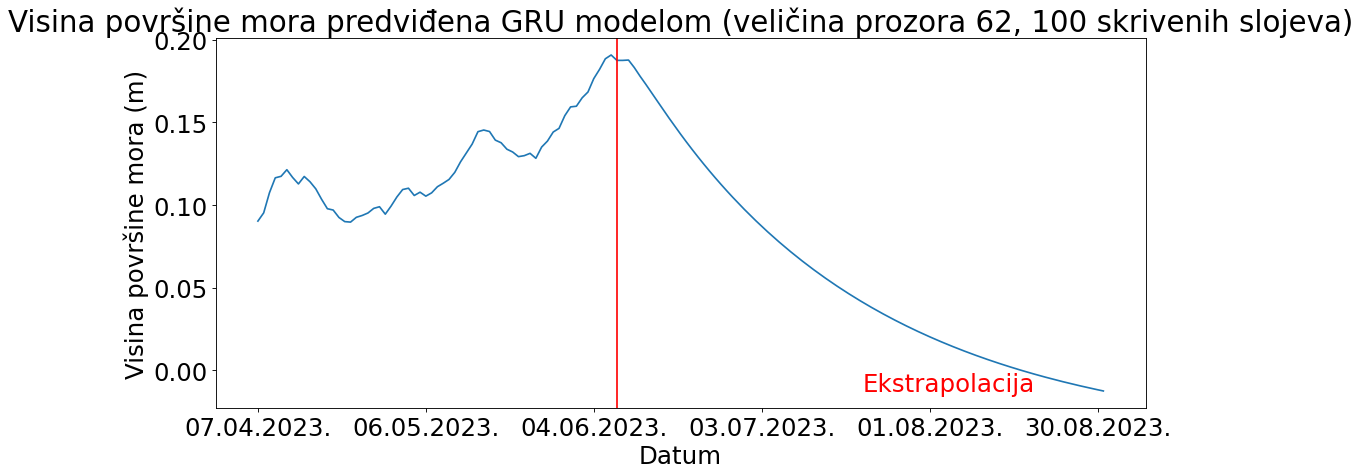 Visina površine mora predviđena GRU modelom (veličina prozora 62, 100 skrivenih slojeva)
Visina površine mora (m)
0.20
0.15
0.10
0.05
0.00
Ekstrapolacija
07.04.2023. 06.05.2023. 04.06.2023. 03.07.2023. 01.08.2023. 30.08.2023.
Datum